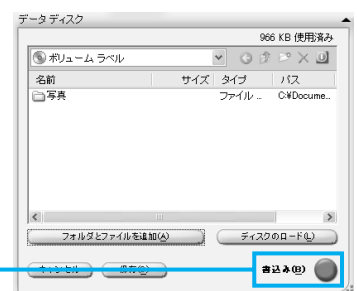 データ ディスク
966 KB 使用済み
ボリューム ラベル
名前 サイズ タイプ パス
写真 ファイル .. C:¥Docume..
フォルダとファイルを追加(A) ディスクのロード(L)
キャンセル 保存(S) 書込み(B)